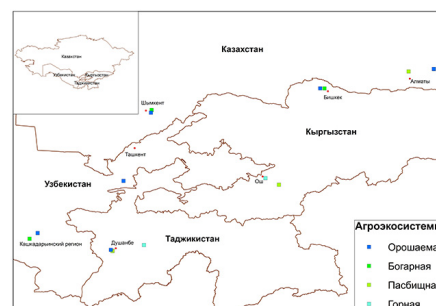 Казахстан
Казахстан
Узбекистан
Кыргызстан
Таджикистан
Алматы
Бишкек
Шымкент
Кыргызстан
Ташкент
Ош
Узбекистан
Таджикистан
Душанбе
Кашкадарьинский регион
Агроэкосистемы
Орошаема
Богарная
Пастбищна
Горная